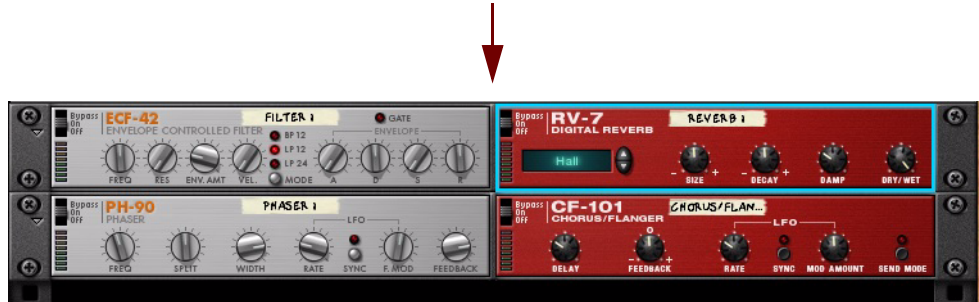 Bypass
On
Off
ECF-42
ENVELOPE CONTROLLED FILTER
FILTER 1
GATE
BP 12
LP 12
LP 24
MODE
ENVELOPE
FREQ RES ENV. AMT VEL. A D S R
Bypass
On
Off
RV-7
DIGITAL REVERB
REVERB 1
Hall
- SIZE + - DECAY + DAMP DRY/WET
Bypass
On
Off
PH-90
PHASER
PHASER 1
LFO
FREQ SPLIT WIDTH RATE SYNC F. MOD FEEDBACK
Bypass
On
Off
CF-101
CHORUS/FLANGER
CHORUS/FLAN...
LFO
0
DELAY - FEEDBACK + RATE SYNC MOD AMOUNT SEND MODE